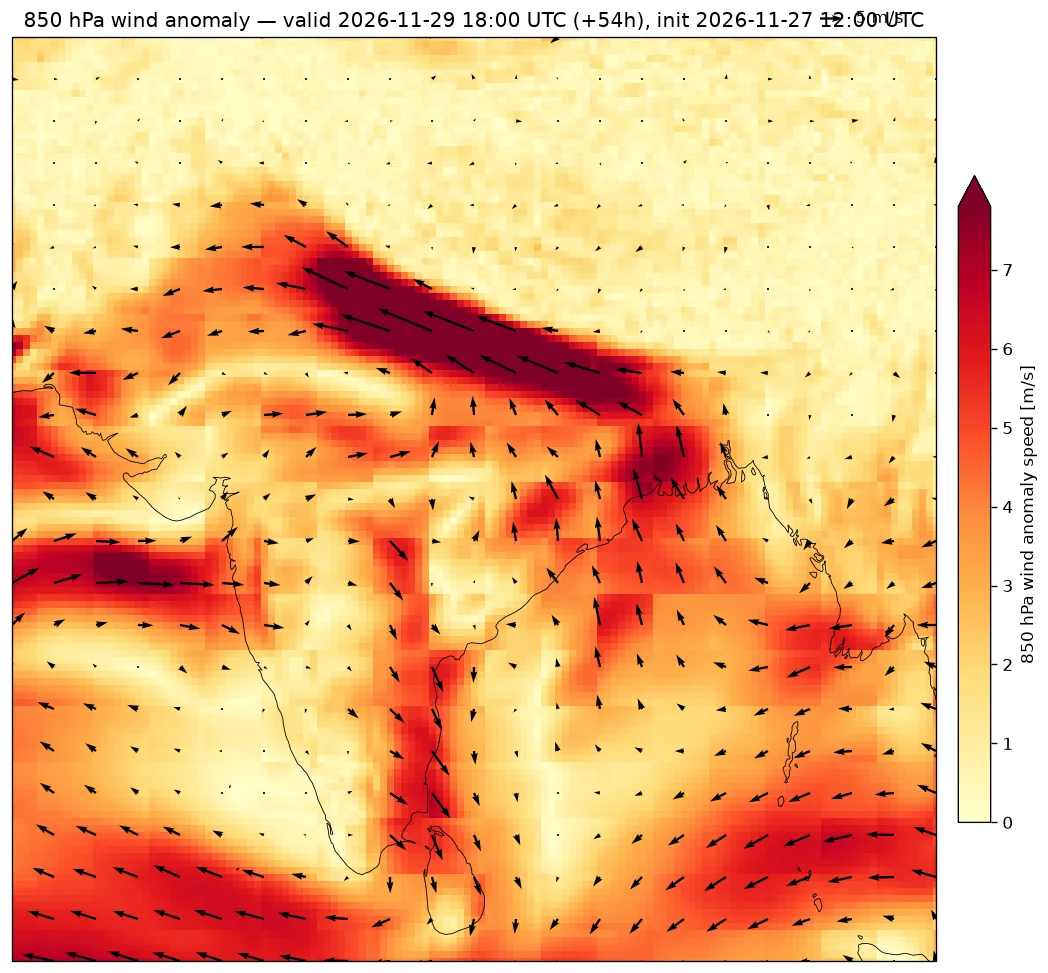 850 hPa wind anomaly — valid 2026-11-29 18:00 UTC (+54h), init 2026-11-27 12:00 UTC
5 m/s
7
6
5
4
3
2
1
0
850 hPa wind anomaly speed [m/s]